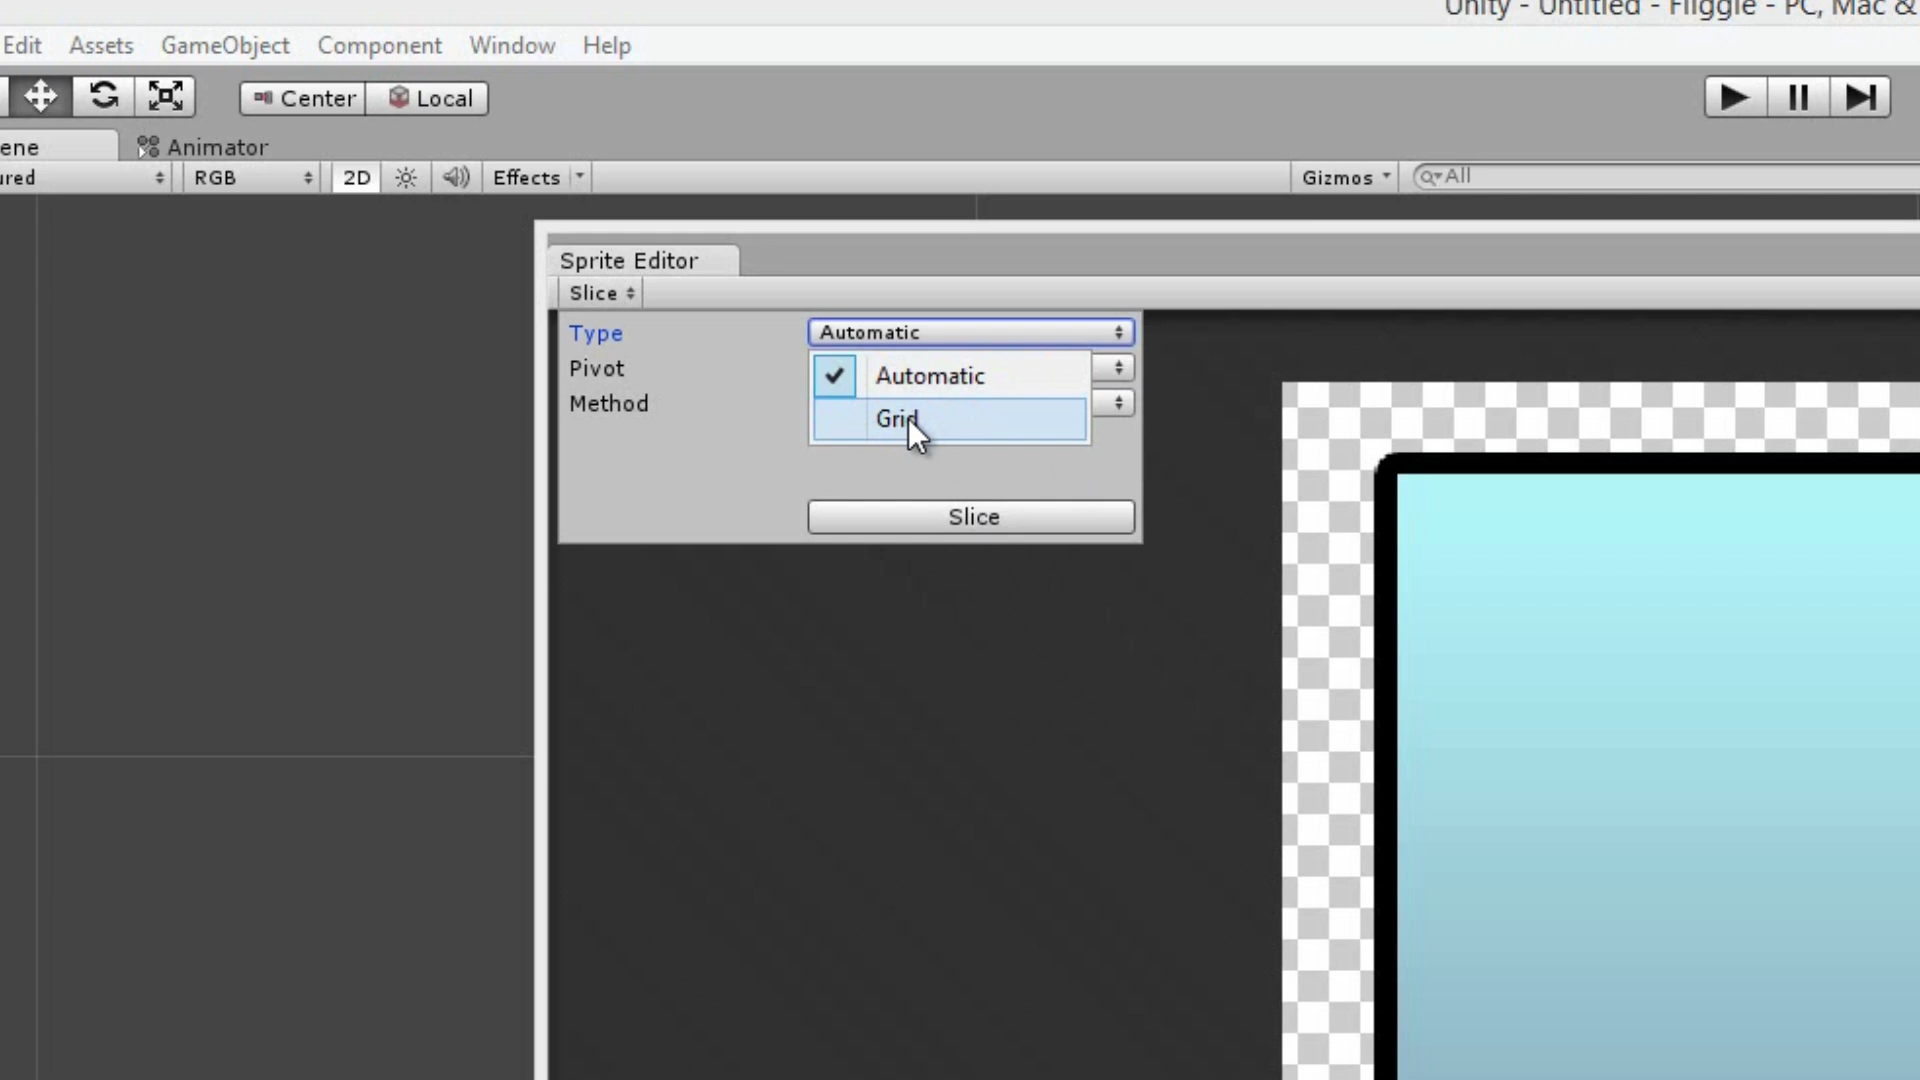 Unity - Untitled - Fliggle - PC, Mac &
Edit Assets GameObject Component Window Help
Center Local
ene Animator
ured RGB 2D Effects Gizmos All
Sprite Editor
Slice
Type Automatic
Pivot Automatic
Method Grid
Slice